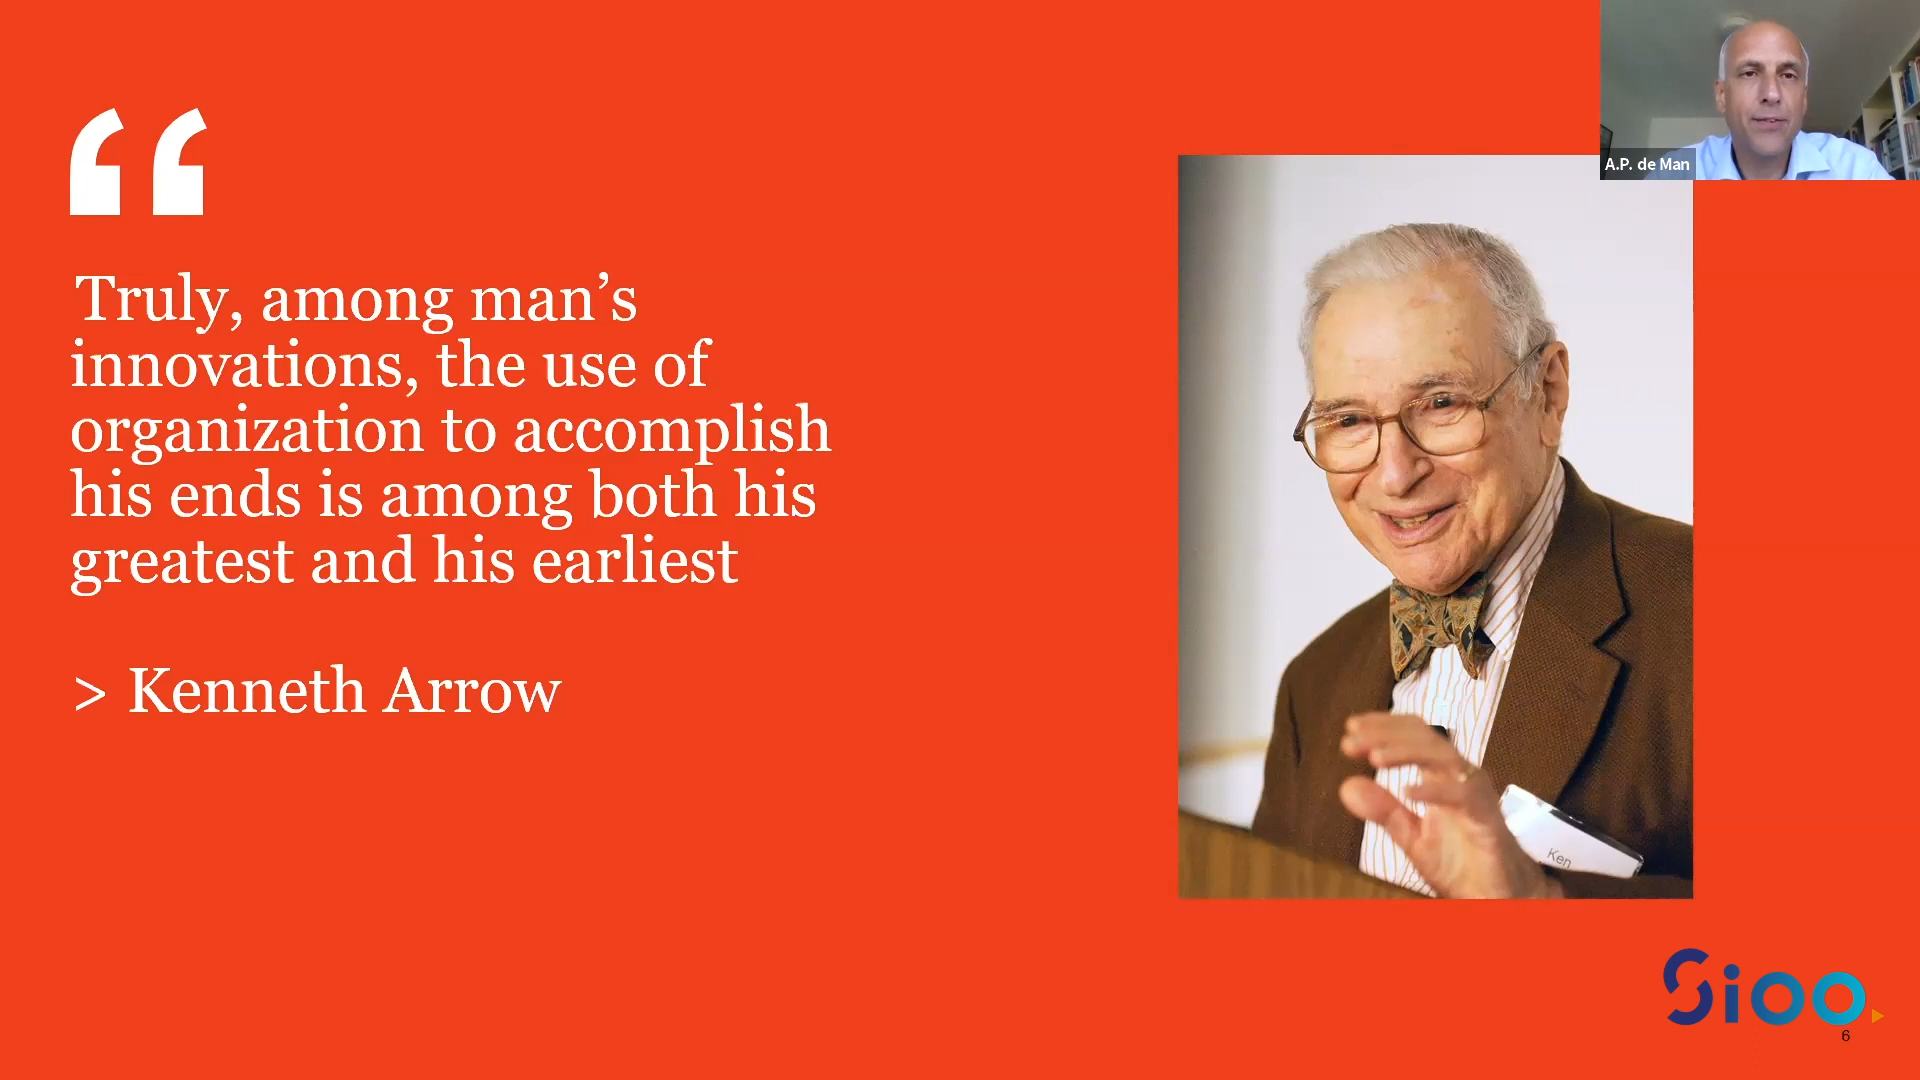 A.P. de Man
“
Truly, among man’s
innovations, the use of
organization to accomplish
his ends is among both his
greatest and his earliest
> Kenneth Arrow
Ken
Sioo
6